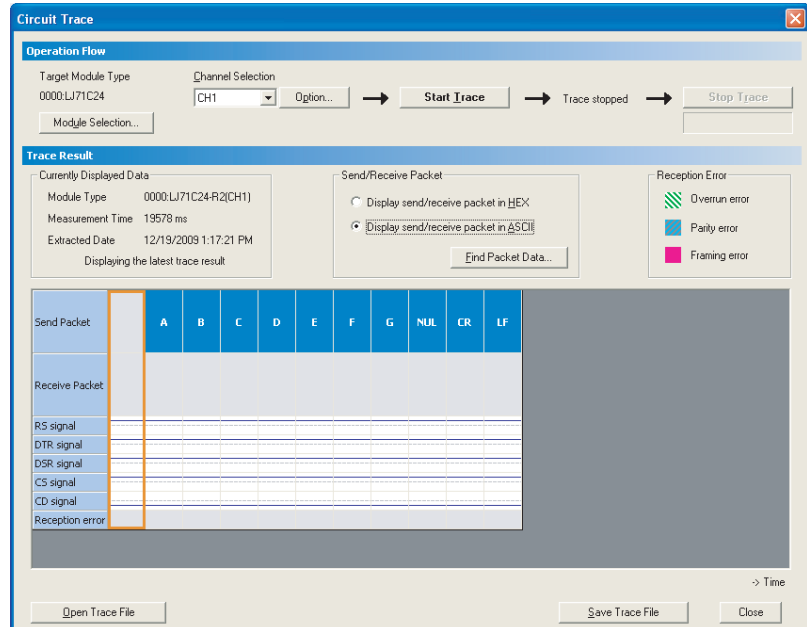 Circuit Trace
Operation Flow
Target Module Type
Channel Selection
0000:LJ71C24
CH1
Option...
Start Trace
Trace stopped
Stop Trace
Module Selection...
Trace Result
Currently Displayed Data
Module Type 0000:LJ71C24-R2(CH1)
Measurement Time 19578 ms
Extracted Date 12/19/2009 1:17:21 PM
Displaying the latest trace result
Send/Receive Packet
Display send/receive packet in HEX
Display send/receive packet in ASCII
Find Packet Data...
Reception Error
Overrun error
Parity error
Framing error
Send Packet A B C D E F G NUL CR LF
Receive Packet
RS signal
DTR signal
DSR signal
CS signal
CD signal
Reception error
-> Time
Open Trace File
Save Trace File
Close